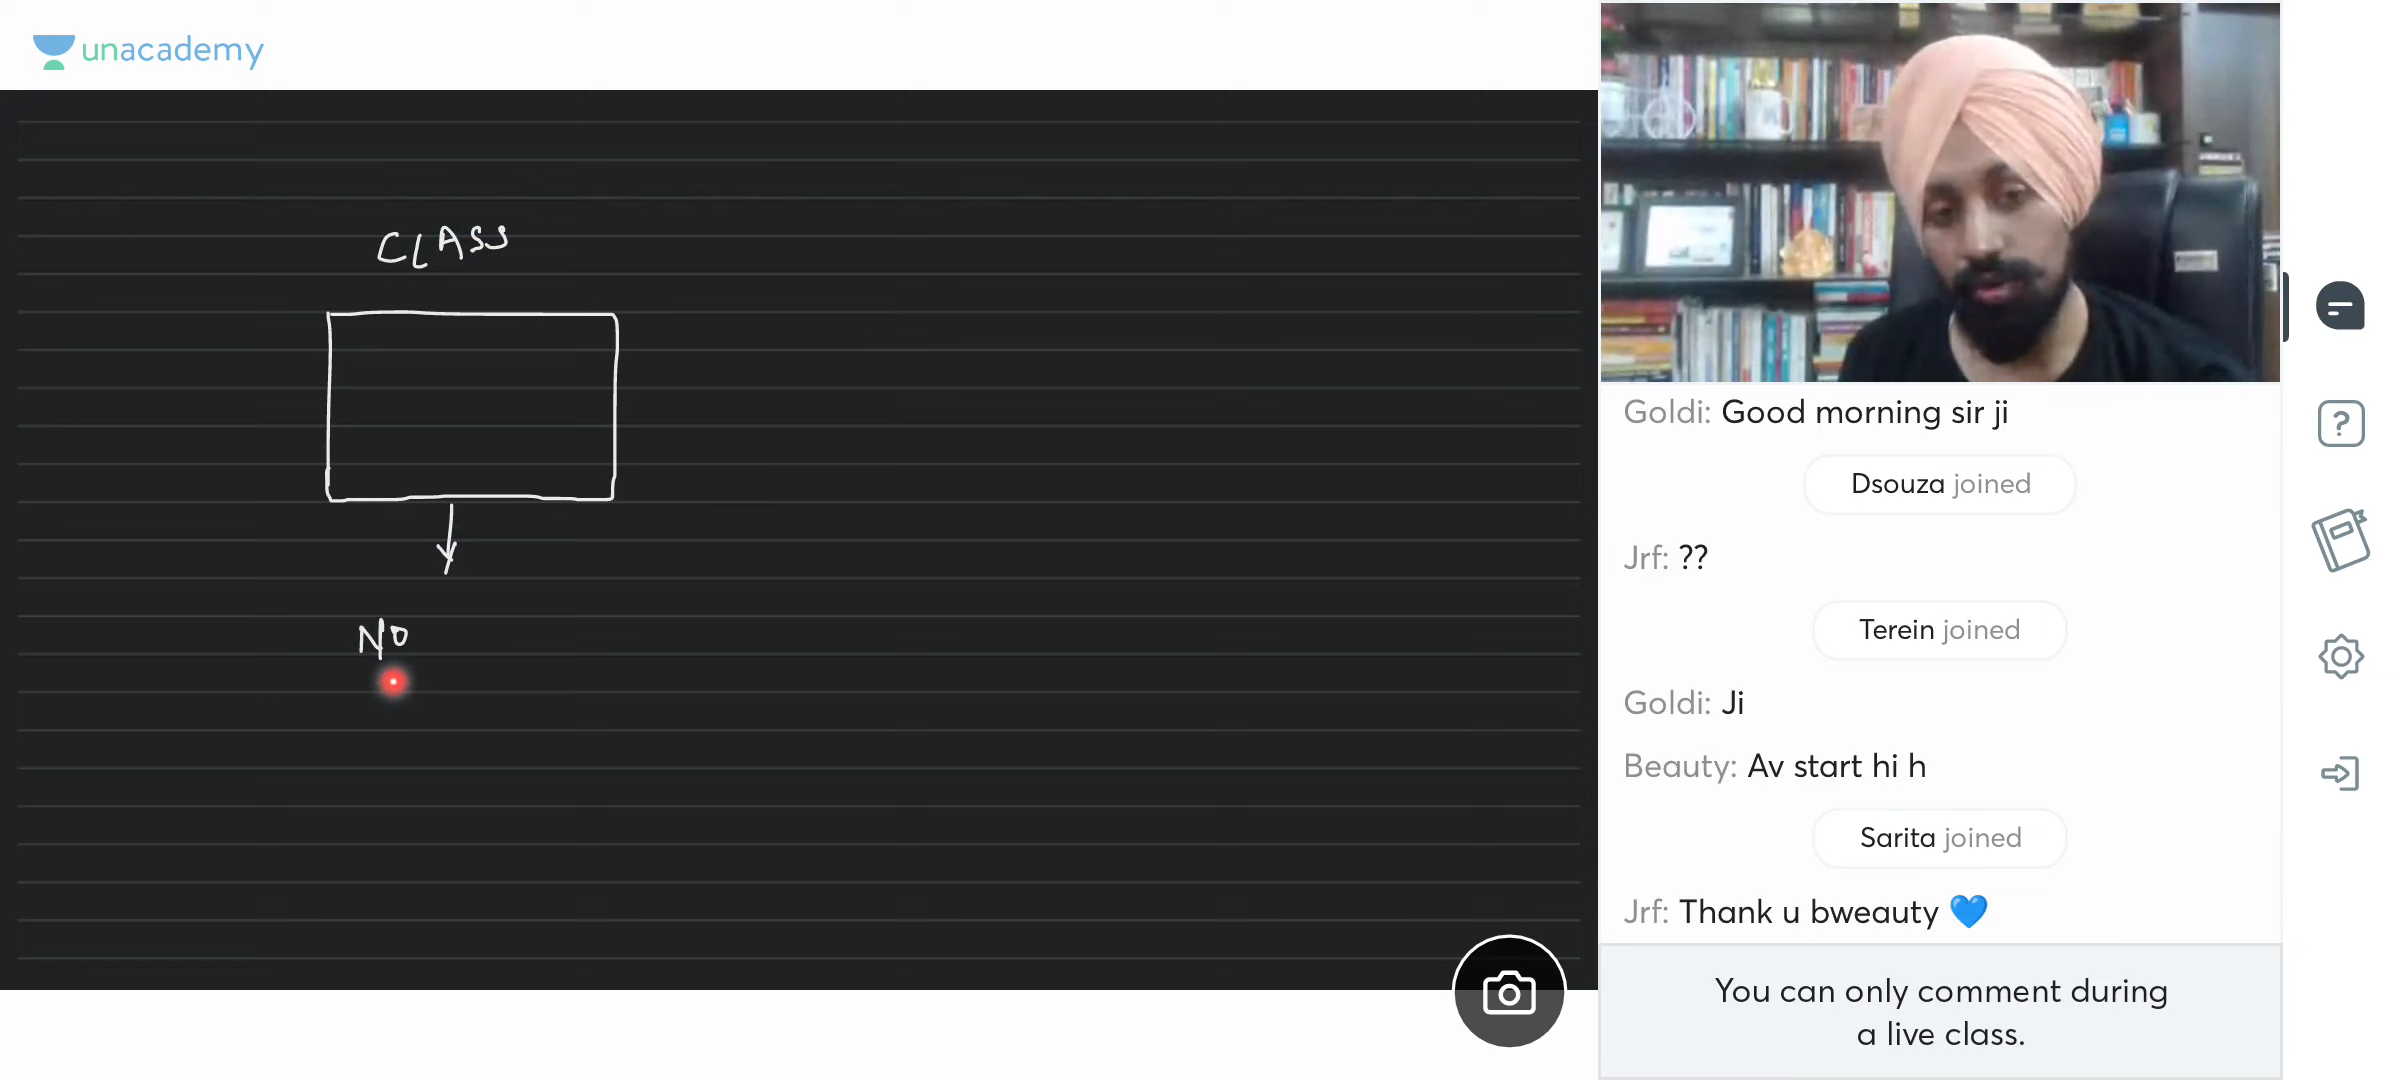 unacademy
CLASS
NO
Goldi: Good morning sir ji
Dsouza joined
Jrf: ??
Terein joined
Goldi: Ji
Beauty: Av start hi h
Sarita joined
Jrf: Thank u bweauty 💙
You can only comment during
a live class.